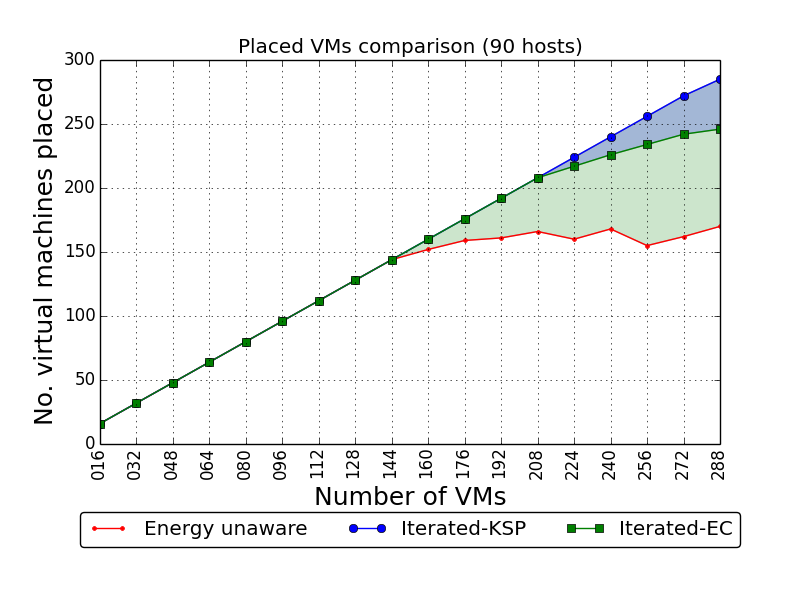 Placed VMs comparison (90 hosts)
300
250
200
150
100
50
0
No. virtual machines placed
016 032 048 064 080 096 112 128 144 160 176 192 208 224 240 256 272 288
Number of VMs
Energy unaware Iterated-KSP Iterated-EC